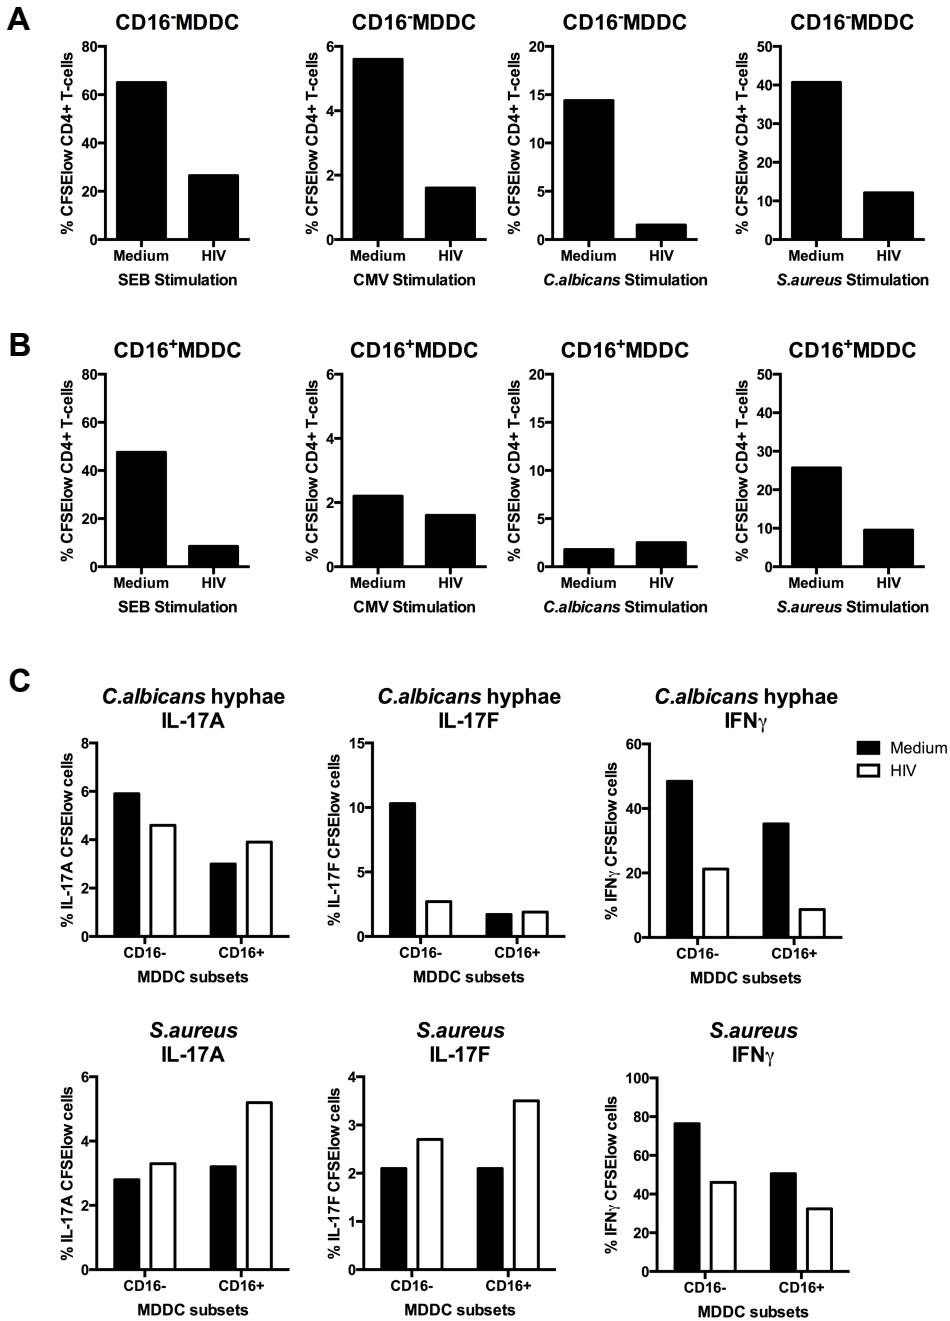 A
CD16-MDDC
CD16-MDDC
CD16-MDDC
CD16-MDDC
% CFSElow CD4+ T-cells
80
60
40
20
0
Medium HIV
SEB Stimulation
% CFSElow CD4+ T-cells
6
4
2
0
Medium HIV
CMV Stimulation
% CFSElow CD4+ T-cells
20
15
10
5
0
Medium HIV
C.albicans Stimulation
% CFSElow CD4+ T-cells
50
40
30
20
10
0
Medium HIV
S.aureus Stimulation
B
CD16+MDDC
CD16+MDDC
CD16+MDDC
CD16+MDDC
% CFSElow CD4+ T-cells
80
60
40
20
0
Medium HIV
SEB Stimulation
% CFSElow CD4+ T-cells
6
4
2
0
Medium HIV
CMV Stimulation
% CFSElow CD4+ T-cells
20
15
10
5
0
Medium HIV
C.albicans Stimulation
% CFSElow CD4+ T-cells
50
40
30
20
10
0
Medium HIV
S.aureus Stimulation
C
C.albicans hyphae
IL-17A
% IL-17A CFSElow cells
8
6
4
2
0
CD16- CD16+
MDDC subsets
C.albicans hyphae
IL-17F
% IL-17F CFSElow cells
15
10
5
0
CD16- CD16+
MDDC subsets
C.albicans hyphae
IFNγ
% IFNγ CFSElow cells
60
40
20
0
CD16- CD16+
MDDC subsets
Medium
HIV
S.aureus
IL-17A
% IL-17A CFSElow cells
6
4
2
0
CD16- CD16+
MDDC subsets
S.aureus
IL-17F
% IL-17F CFSElow cells
4
3
2
1
0
CD16- CD16+
MDDC subsets
S.aureus
IFNγ
% IFNγ CFSElow cells
100
80
60
40
20
0
CD16- CD16+
MDDC subsets